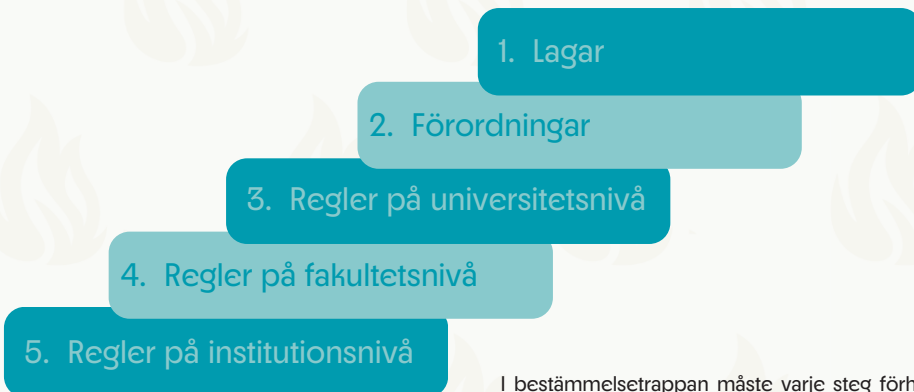 1. Lagar
2. Förordningar
3. Regler på universitetsnivå
4. Regler på fakultetsnivå
5. Regler på institutionsnivå
I bestämmelsetrappan måste varje steg förh